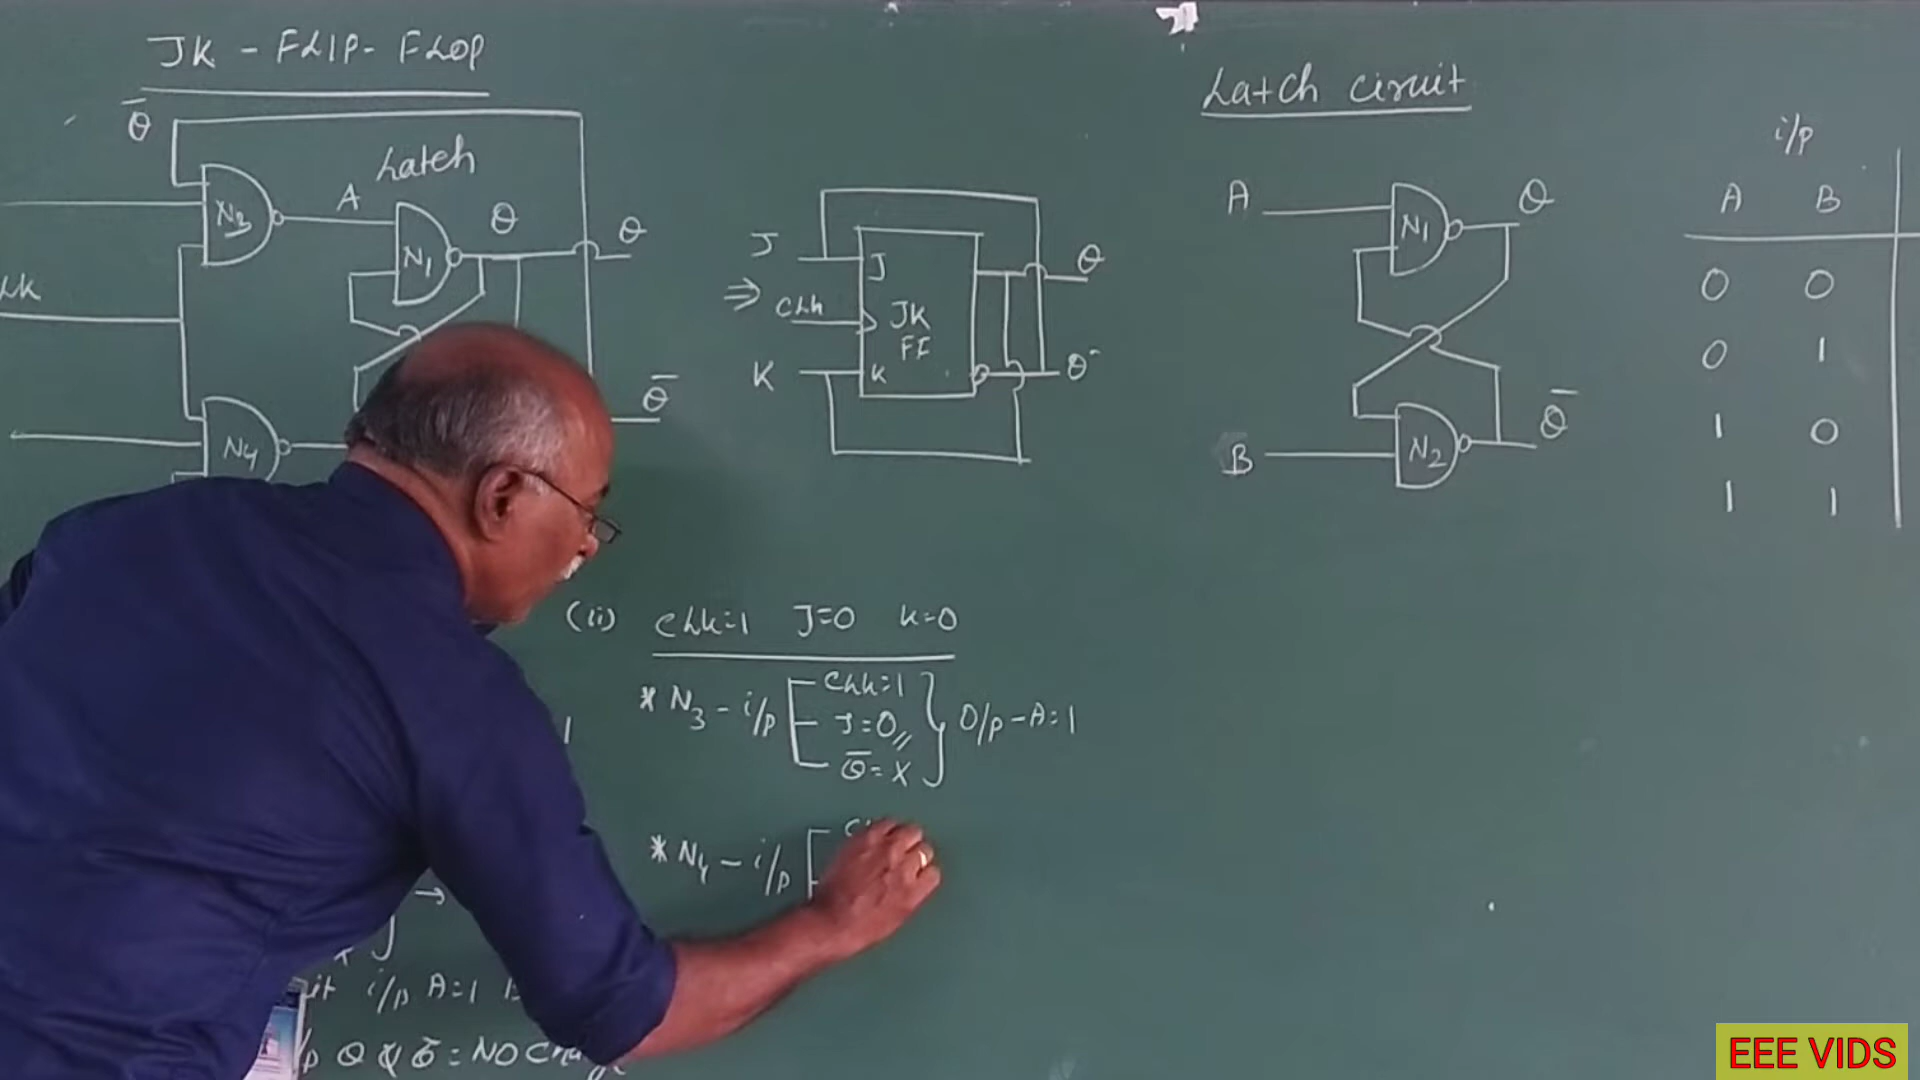 JK - FLIP-FLOP
Q̄
Latch
A
N3
Q
Q
N1
Q̄
N4
J
J
Q
⇒
CLK
JK
FF
K
K
Q̄
Latch circuit
A
N1
Q
B
N2
Q̄
i/p
A B
0 0
0 1
1 0
1 1
(ii) CLK=1 J=0 K=0
* N3 - i/p [ CLK=1
J=0
Q̄=X } O/p - A=1
* N4 - i/p [
→
i/p A=1
Q & Q̄ = NO
EEE VIDS